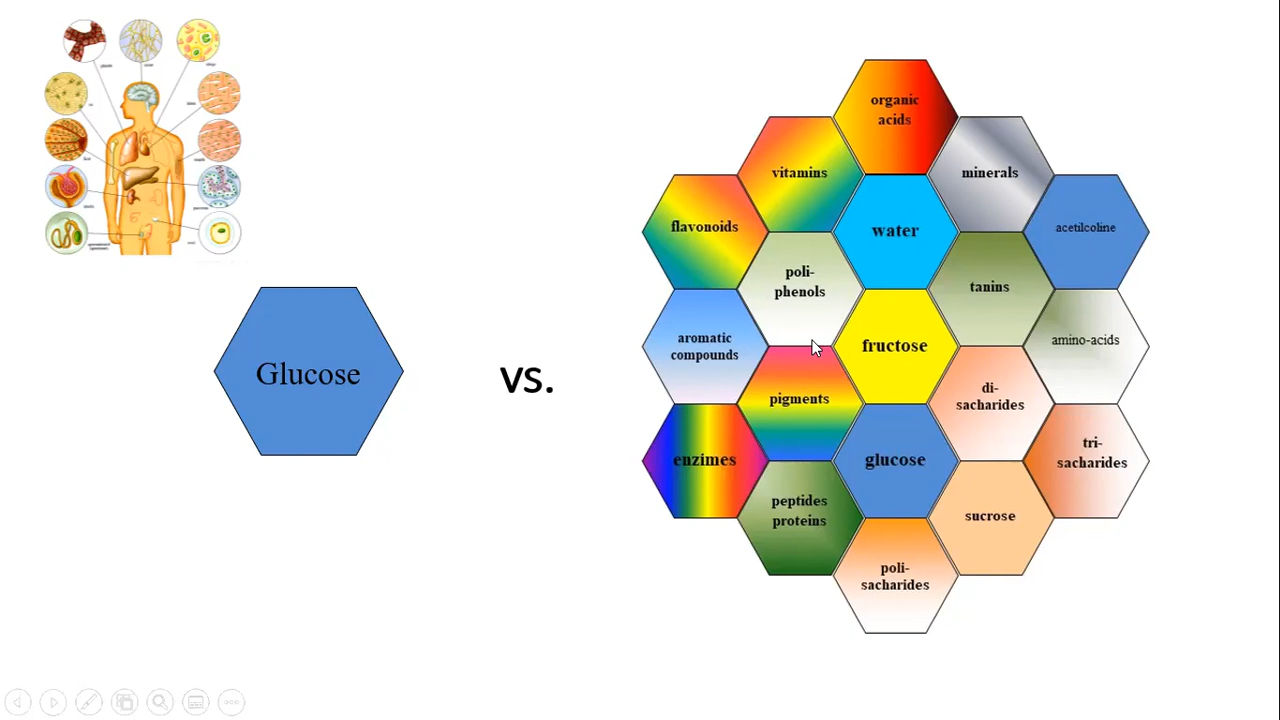 Glucose
vs.
organic
acids
vitamins
minerals
flavonoids
water
acetilcoline
poli-
phenols
tanins
aromatic
compounds
fructose
amino-acids
pigments
di-
sacharides
enzimes
glucose
tri-
sacharides
peptides
proteins
sucrose
poli-
sacharides